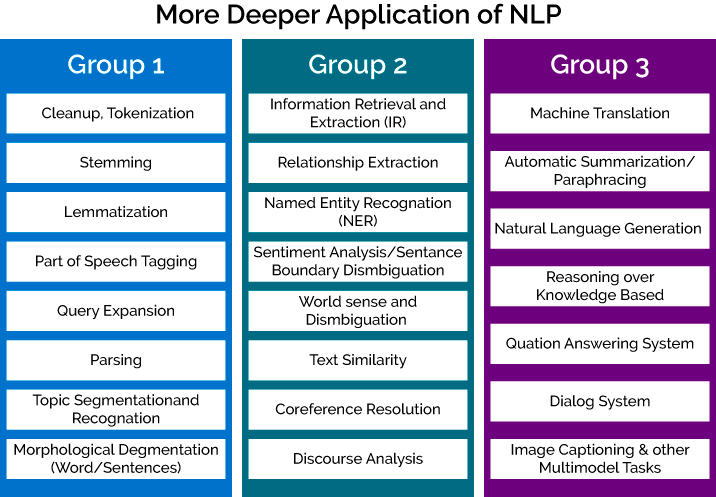 More Deeper Application of NLP
Group 1
Cleanup, Tokenization
Stemming
Lemmatization
Part of Speech Tagging
Query Expansion
Parsing
Topic Segmentationand
Recognation
Morphological Degmentation
(Word/Sentences)
Group 2
Information Retrieval and
Extraction (IR)
Relationship Extraction
Named Entity Recognation
(NER)
Sentiment Analysis/Sentance
Boundary Dismbiguation
World sense and
Dismbiguation
Text Similarity
Coreference Resolution
Discourse Analysis
Group 3
Machine Translation
Automatic Summarization/
Paraphracing
Natural Language Generation
Reasoning over
Knowledge Based
Quation Answering System
Dialog System
Image Captioning & other
Multimodel Tasks